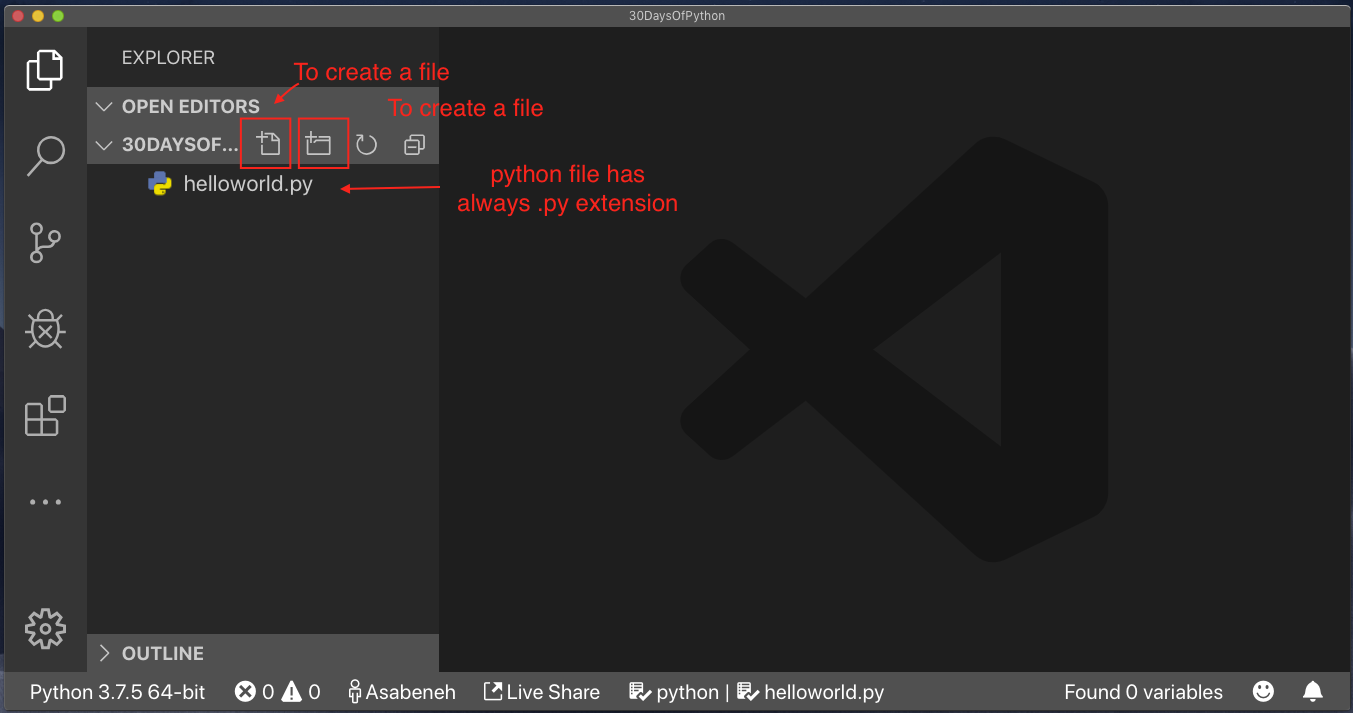 30DaysOfPython
EXPLORER
To create a file
OPEN EDITORS
To create a file
30DAYSOF...
helloworld.py
python file has
always .py extension
OUTLINE
Python 3.7.5 64-bit 0 0 Asabeneh Live Share python | helloworld.py Found 0 variables